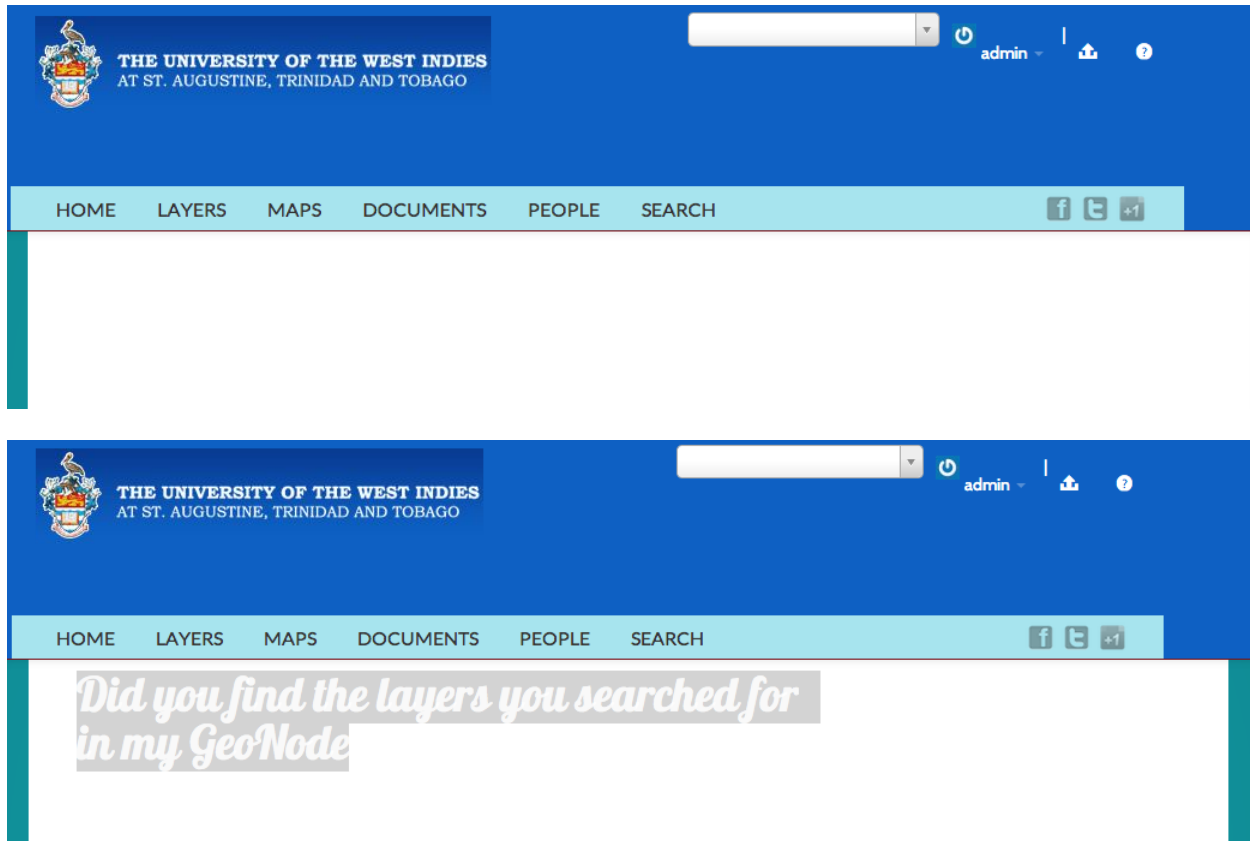 THE UNIVERSITY OF THE WEST INDIES
AT ST. AUGUSTINE, TRINIDAD AND TOBAGO
admin
|
?
HOME LAYERS MAPS DOCUMENTS PEOPLE SEARCH
f t +1
THE UNIVERSITY OF THE WEST INDIES
AT ST. AUGUSTINE, TRINIDAD AND TOBAGO
admin
|
?
HOME LAYERS MAPS DOCUMENTS PEOPLE SEARCH
f t +1
Did you find the layers you searched for
in my GeoNode